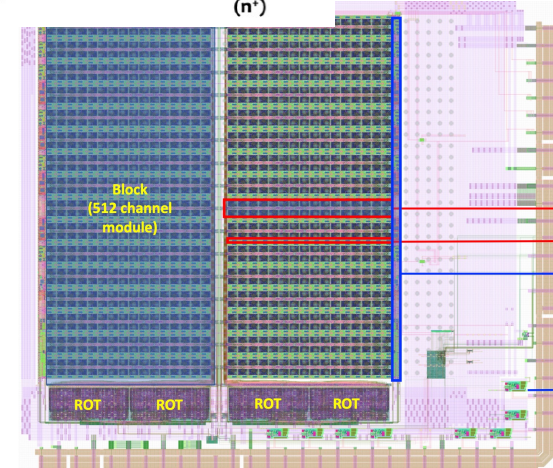 (n⁺)
Block
(512 channel
module)
ROT
ROT
ROT
ROT